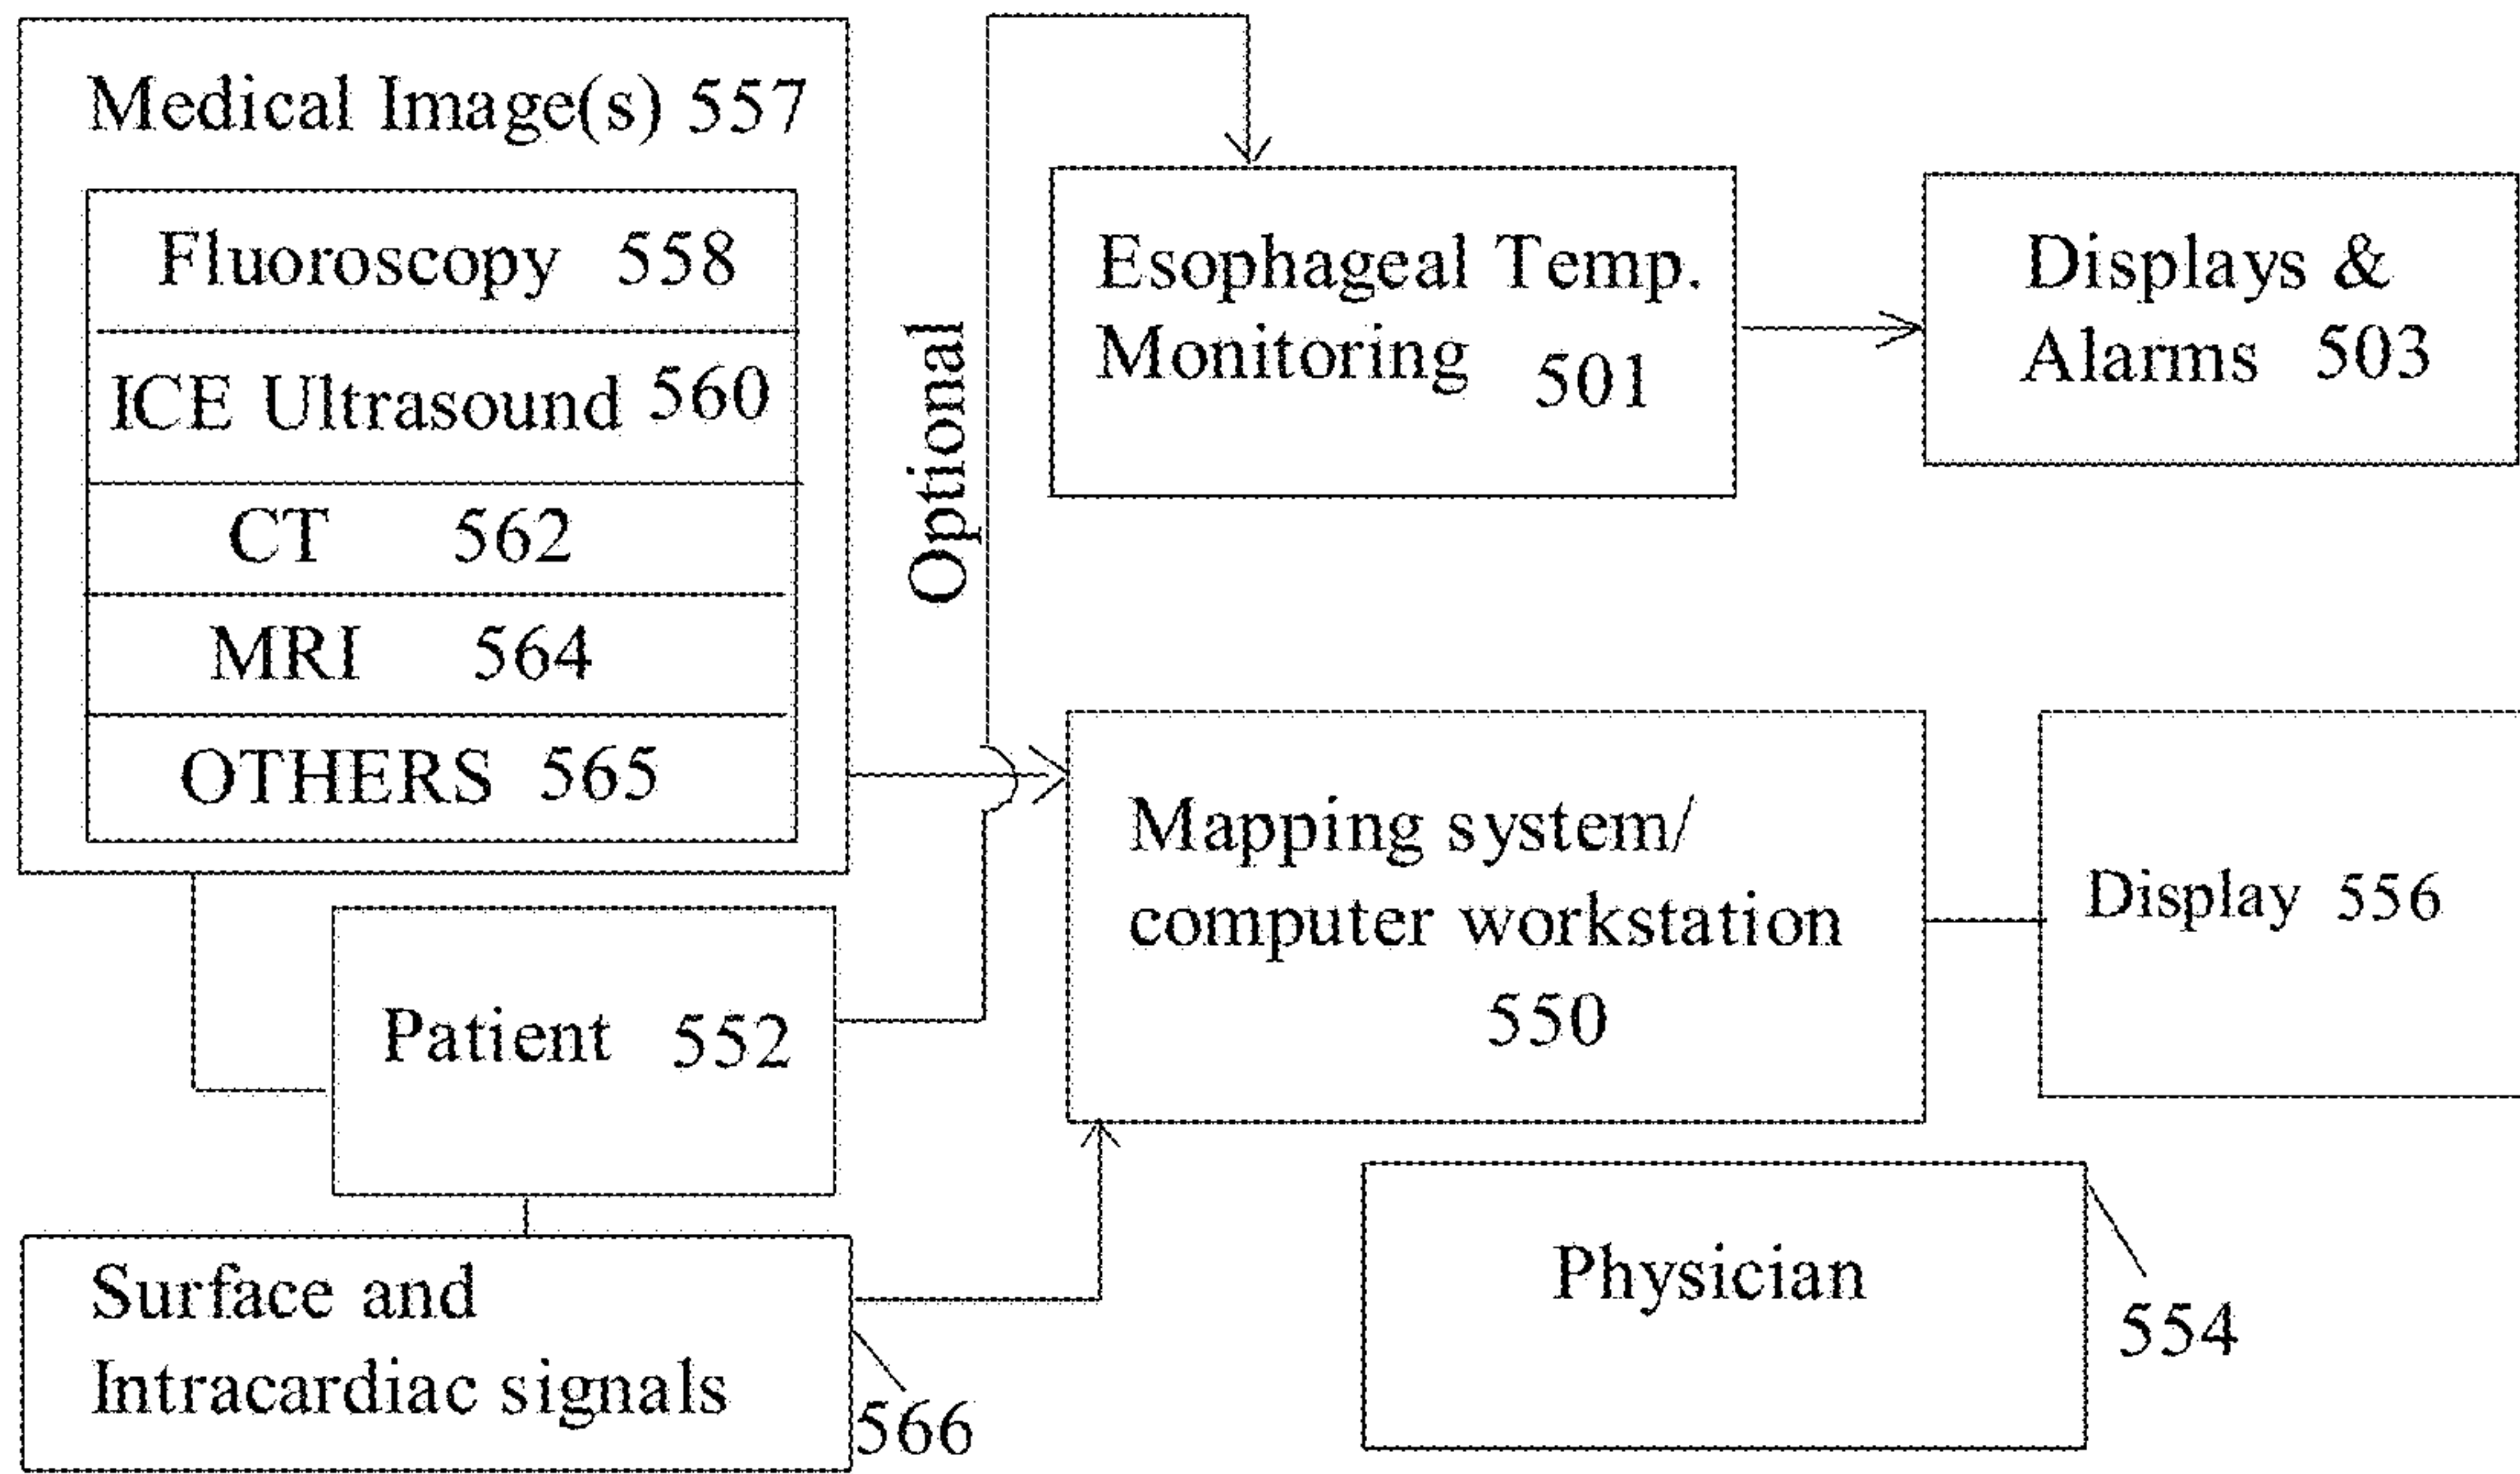 Medical Image(s) 557
Fluoroscopy 558
ICE Ultrasound 560
CT 562
MRI 564
OTHERS 565
Optional
Esophageal Temp.
Monitoring 501
Displays &
Alarms 503
Mapping system/
computer workstation
550
Display 556
Patient 552
Surface and
Intracardiac signals
566
Physician
554